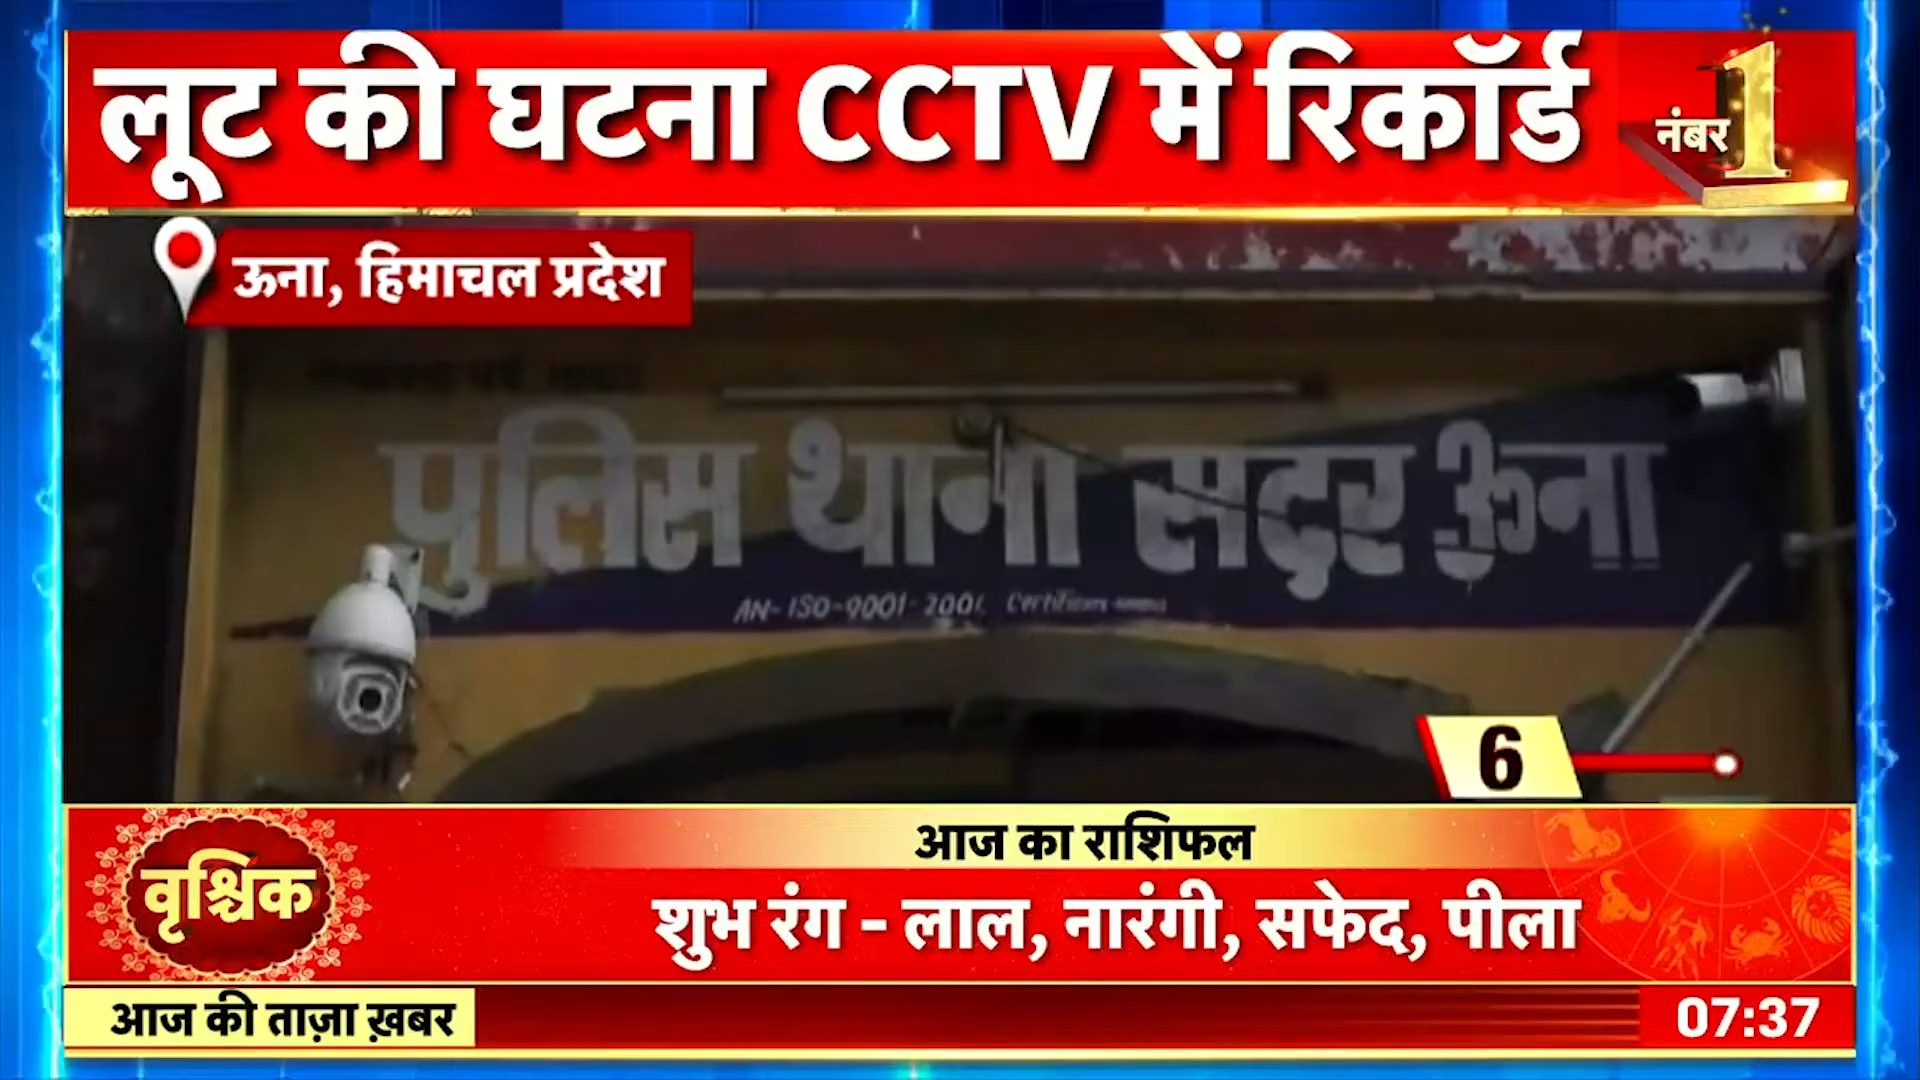 लूट की घटना CCTV में रिकॉर्ड
नंबर 1
ऊना, हिमाचल प्रदेश
पुलिस थाना सदर ऊना
AN-ISO-9001-200
6
आज का राशिफल
वृश्चिक
शुभ रंग - लाल, नारंगी, सफेद, पीला
आज की ताज़ा ख़बर
07:37